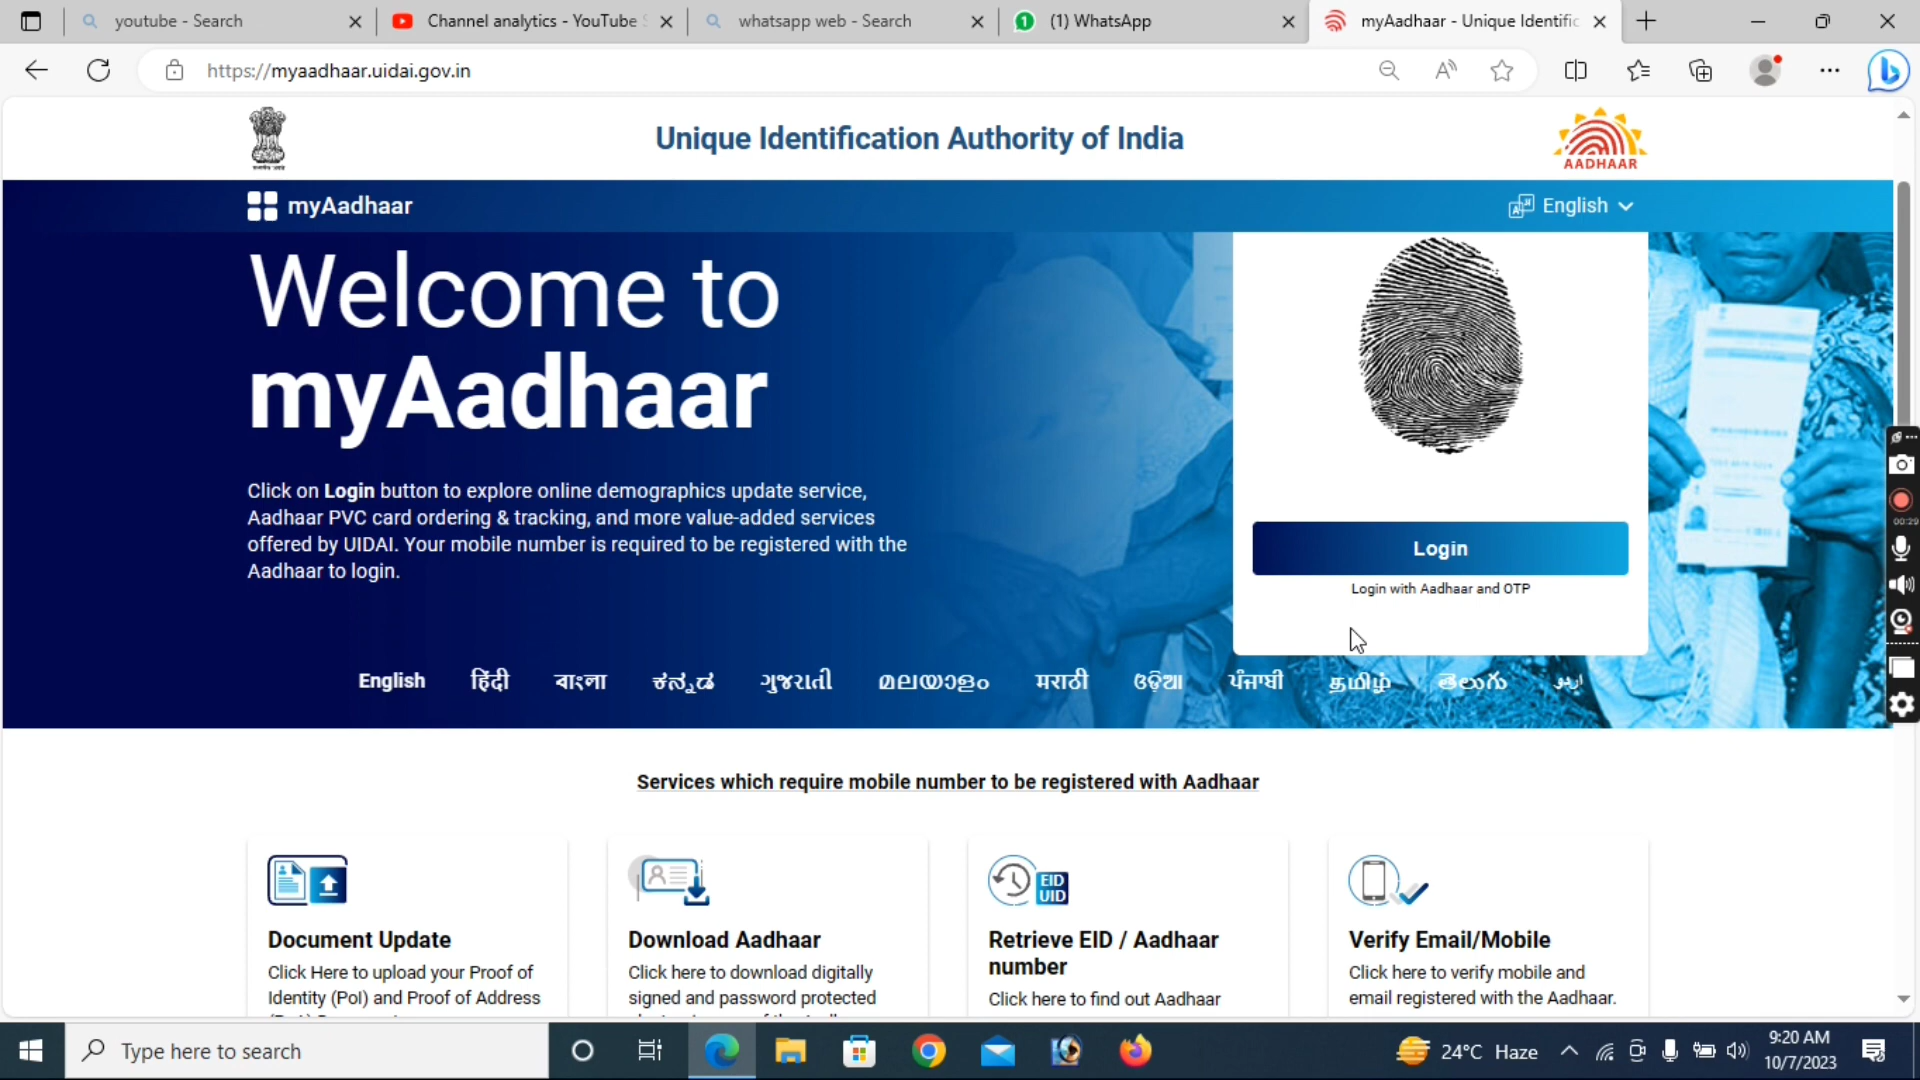 youtube - Search
Channel analytics - YouTube S
whatsapp web - Search
1
(1) WhatsApp
myAadhaar - Unique Identific
https://myaadhaar.uidai.gov.in
Unique Identification Authority of India
AADHAAR
myAadhaar
English
Welcome to
myAadhaar
Click on Login button to explore online demographics update service,
Aadhaar PVC card ordering & tracking, and more value-added services
offered by UIDAI. Your mobile number is required to be registered with the
Aadhaar to login.
Login
Login with Aadhaar and OTP
00:29
English हिंदी বাংলা ಕನ್ನಡ ગુજરાતી മലയാളം मराठी ଓଡ଼ିଆ ਪੰਜਾਬੀ தமிழ் తెలుగు اردو
Services which require mobile number to be registered with Aadhaar
EID
UID
Document Update
Click Here to upload your Proof of
Identity (PoI) and Proof of Address
Download Aadhaar
Click here to download digitally
signed and password protected
Retrieve EID / Aadhaar
number
Click here to find out Aadhaar
Verify Email/Mobile
Click here to verify mobile and
email registered with the Aadhaar.
Type here to search
24°C Haze
9:20 AM
10/7/2023